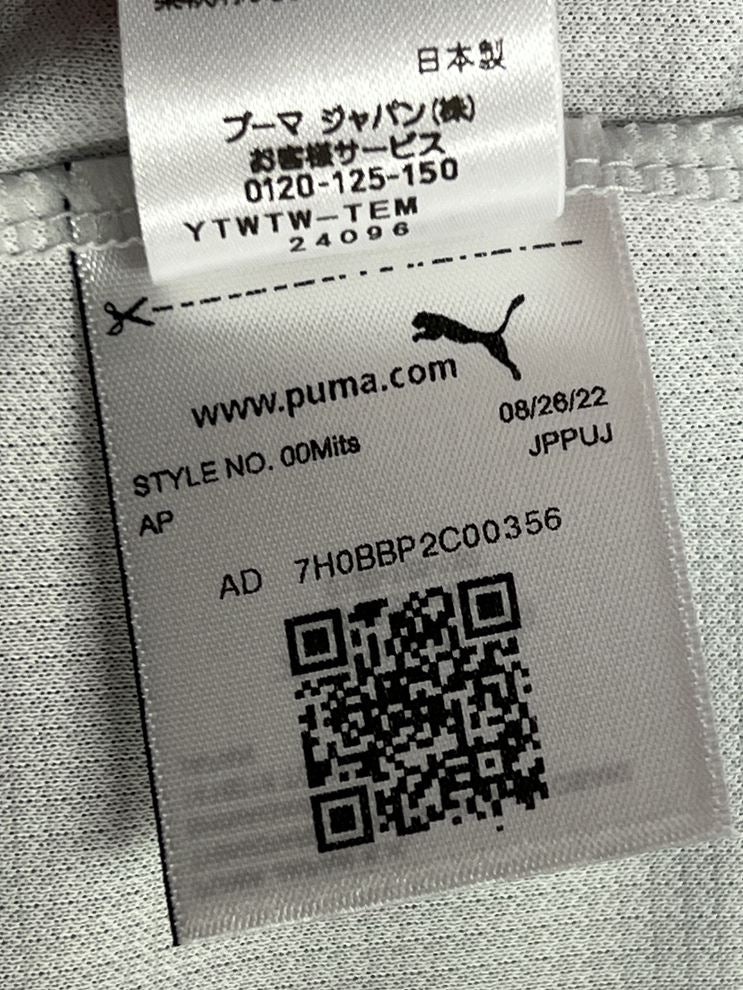 日本製
プーマ ジャパン(株)
お客様サービス
0120-125-150
YTWTW-TEM
24096
www.puma.com
STYLE NO. 00Mits
08/26/22
AP
JPPUJ
AD 7H0BBP2C00356